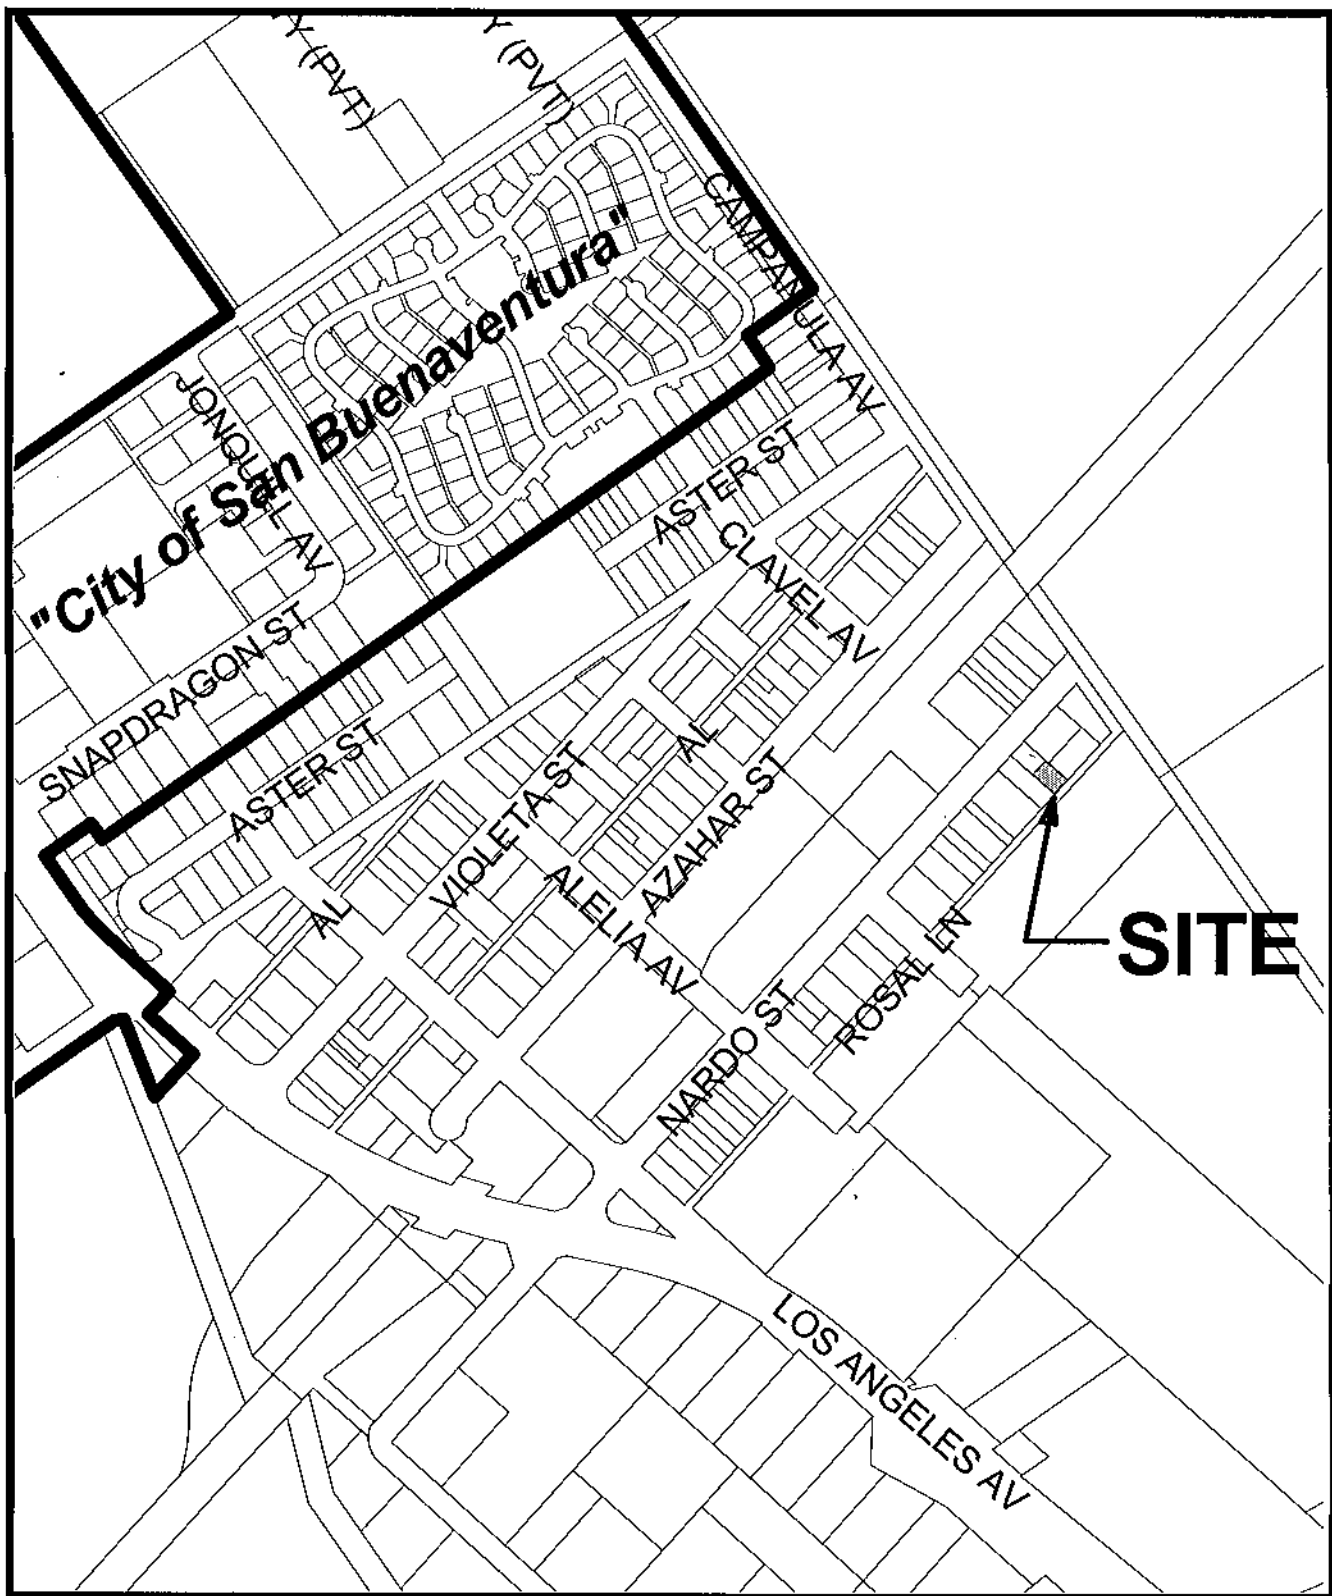 Y (PVT)
Y (PVT)
CAMPANULA AV
"City of San Buenaventura"
JONQUIL AV
ASTER ST
CLAVEL AV
SNAPDRAGON ST
ASTER ST
AL
VIOLETA ST
AZAHAR ST
AL
ALELIA AV
ROSAL LN
SITE
NARDO ST
LOS ANGELES AV